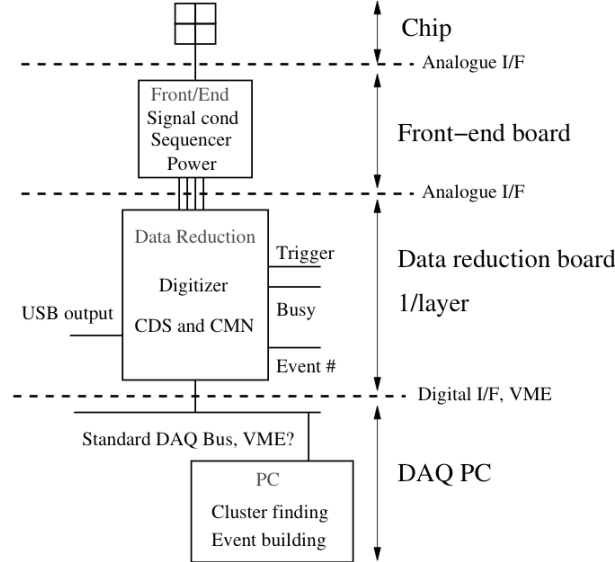 Chip
Analogue I/F
Front/End
Signal cond
Sequencer
Power
Front−end board
Analogue I/F
Data Reduction
Digitizer
CDS and CMN
USB output
Trigger
Busy
Event #
Data reduction board
1/layer
Digital I/F, VME
Standard DAQ Bus, VME?
PC
Cluster finding
Event building
DAQ PC